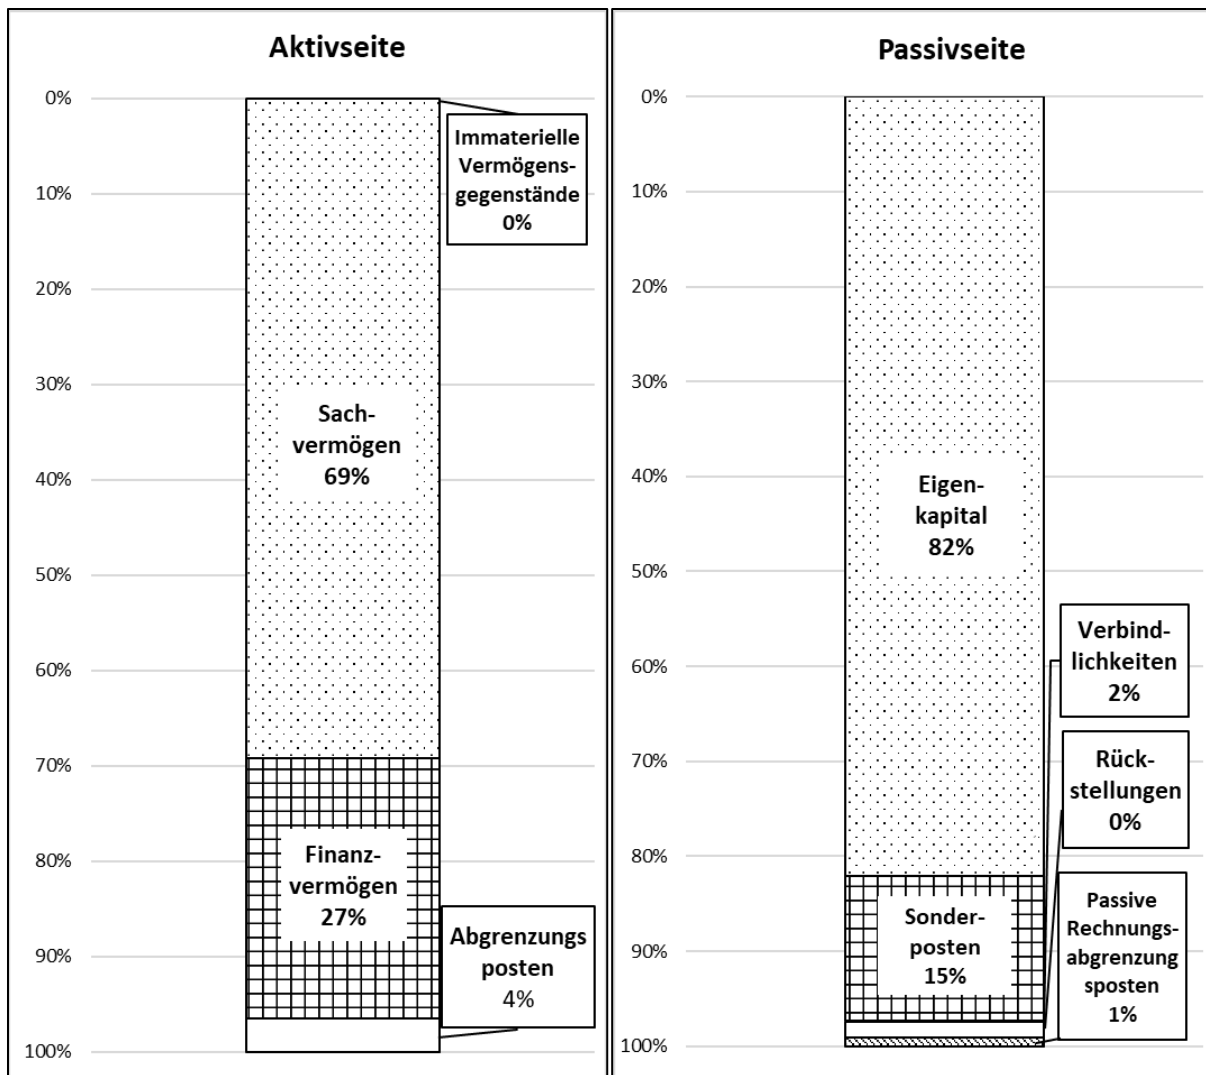 Aktivseite
0%
10%
20%
30%
40%
50%
60%
70%
80%
90%
100%
Immaterielle
Vermögens-
gegenstände
0%
Sach-
vermögen
69%
Finanz-
vermögen
27%
Abgrenzungs
posten
4%
Passivseite
0%
10%
20%
30%
40%
50%
60%
70%
80%
90%
100%
Eigen-
kapital
82%
Verbind-
lichkeiten
2%
Rück-
stellungen
0%
Sonder-
posten
15%
Passive
Rechnungs-
abgrenzung
sposten
1%